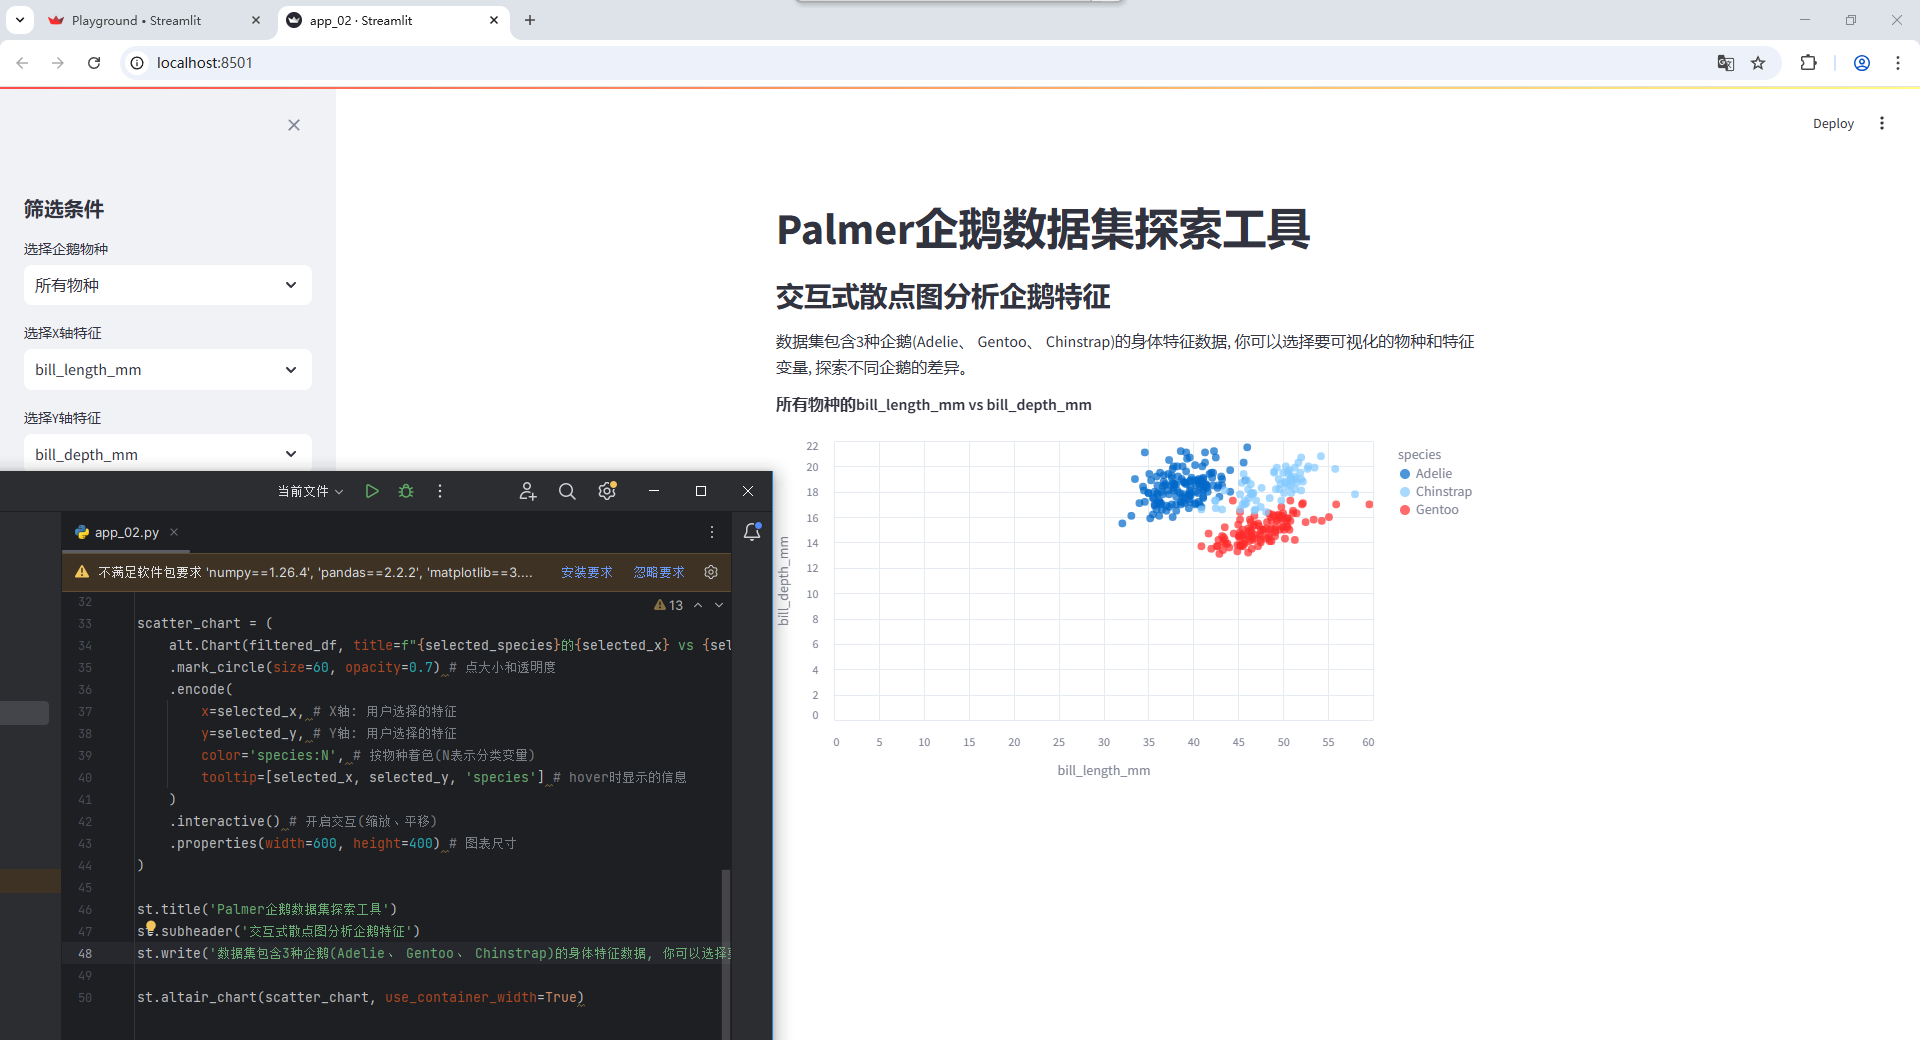 Playground • Streamlit
app_02 · Streamlit
localhost:8501
Deploy
筛选条件
选择企鹅物种
所有物种
选择X轴特征
bill_length_mm
选择Y轴特征
bill_depth_mm
Palmer企鹅数据集探索工具
交互式散点图分析企鹅特征
数据集包含3种企鹅(Adelie、 Gentoo、 Chinstrap)的身体特征数据, 你可以选择要可视化的物种和特征
变量, 探索不同企鹅的差异。
所有物种的bill_length_mm vs bill_depth_mm
22
20
18
16
14
12
10
8
6
4
2
0
bill_depth_mm
0 5 10 15 20 25 30 35 40 45 50 55 60
bill_length_mm
species
Adelie
Chinstrap
Gentoo
当前文件
app_02.py
不满足软件包要求 'numpy==1.26.4', 'pandas==2.2.2', 'matplotlib==3.... 安装要求 忽略要求
13
32
33 scatter_chart = (
34 alt.Chart(filtered_df, title=f"{selected_species}的{selected_x} vs {sel
35 .mark_circle(size=60, opacity=0.7) # 点大小和透明度
36 .encode(
37 x=selected_x, # X轴: 用户选择的特征
38 y=selected_y, # Y轴: 用户选择的特征
39 color='species:N', # 按物种着色(N表示分类变量)
40 tooltip=[selected_x, selected_y, 'species'] # hover时显示的信息
41 )
42 .interactive() # 开启交互(缩放、平移)
43 .properties(width=600, height=400) # 图表尺寸
44 )
45
46 st.title('Palmer企鹅数据集探索工具')
47 st.subheader('交互式散点图分析企鹅特征')
48 st.write('数据集包含3种企鹅(Adelie、 Gentoo、 Chinstrap)的身体特征数据, 你可以选择
49
50 st.altair_chart(scatter_chart, use_container_width=True)